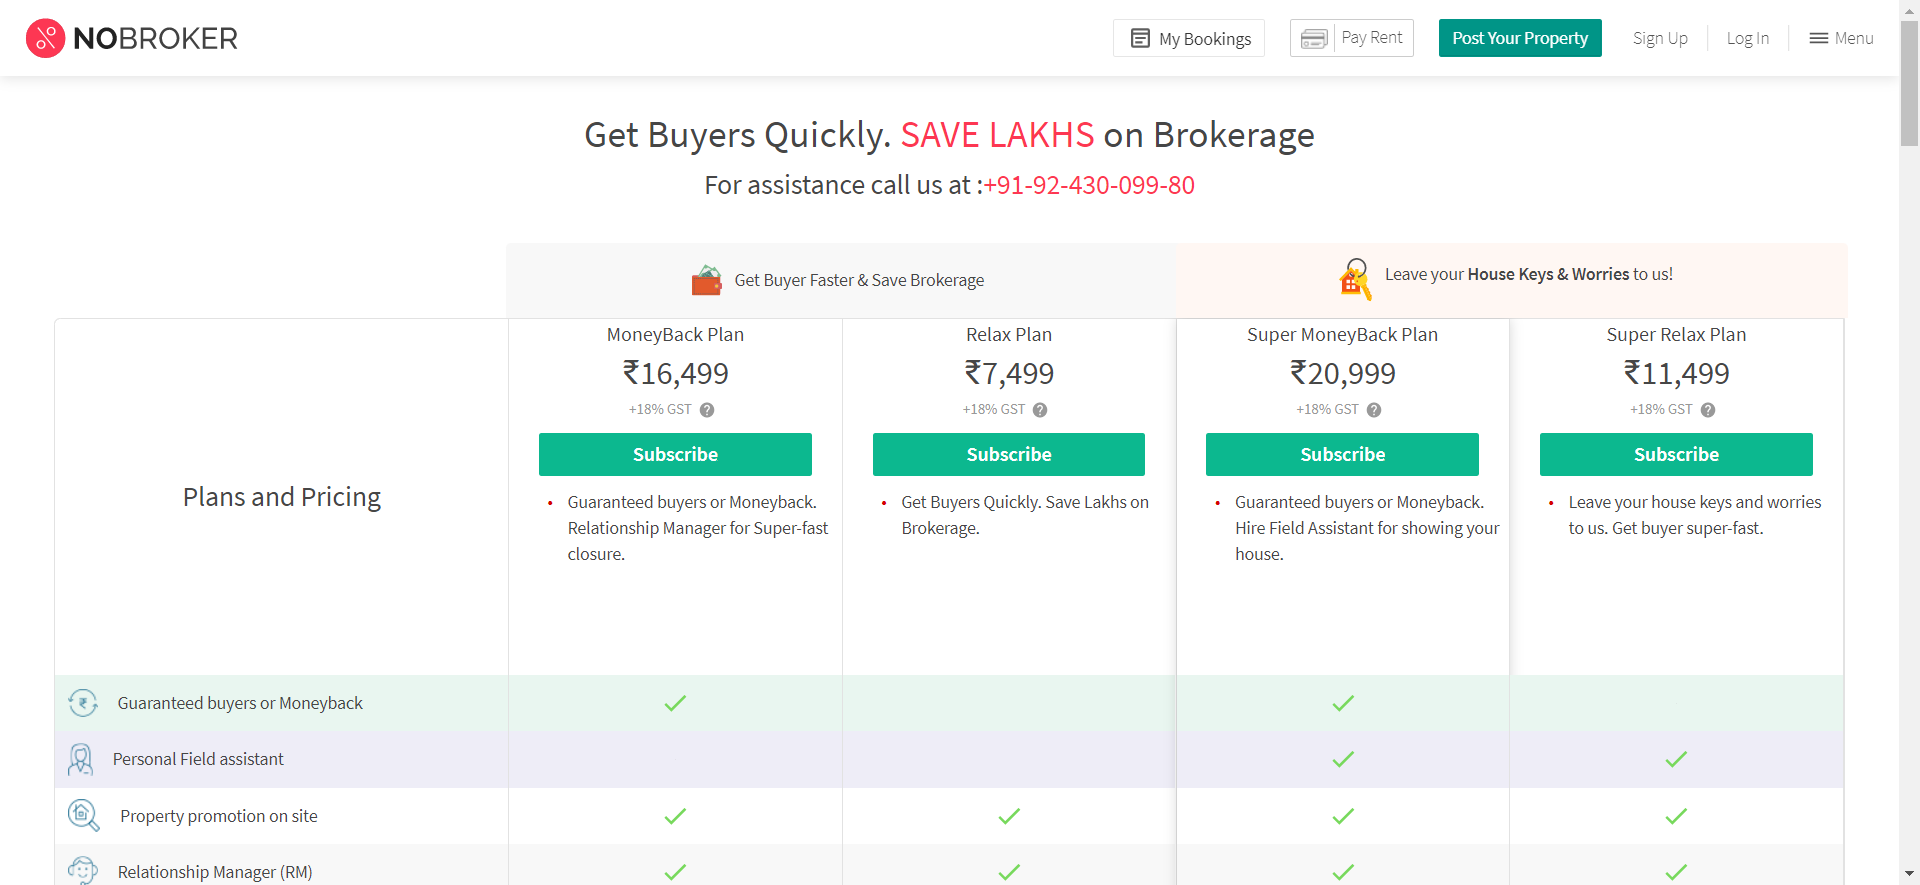 NOBROKER
My Bookings
Pay Rent
Post Your Property
Sign Up
Log In
Menu
Get Buyers Quickly. SAVE LAKHS on Brokerage
For assistance call us at :+91-92-430-099-80
Get Buyer Faster & Save Brokerage
Leave your House Keys & Worries to us!
Plans and Pricing
MoneyBack Plan
₹16,499
+18% GST ?
Subscribe
• Guaranteed buyers or Moneyback.
Relationship Manager for Super-fast
closure.
Relax Plan
₹7,499
+18% GST ?
Subscribe
• Get Buyers Quickly. Save Lakhs on
Brokerage.
Super MoneyBack Plan
₹20,999
+18% GST ?
Subscribe
• Guaranteed buyers or Moneyback.
Hire Field Assistant for showing your
house.
Super Relax Plan
₹11,499
+18% GST ?
Subscribe
• Leave your house keys and worries
to us. Get buyer super-fast.
Guaranteed buyers or Moneyback
Personal Field assistant
Property promotion on site
Relationship Manager (RM)